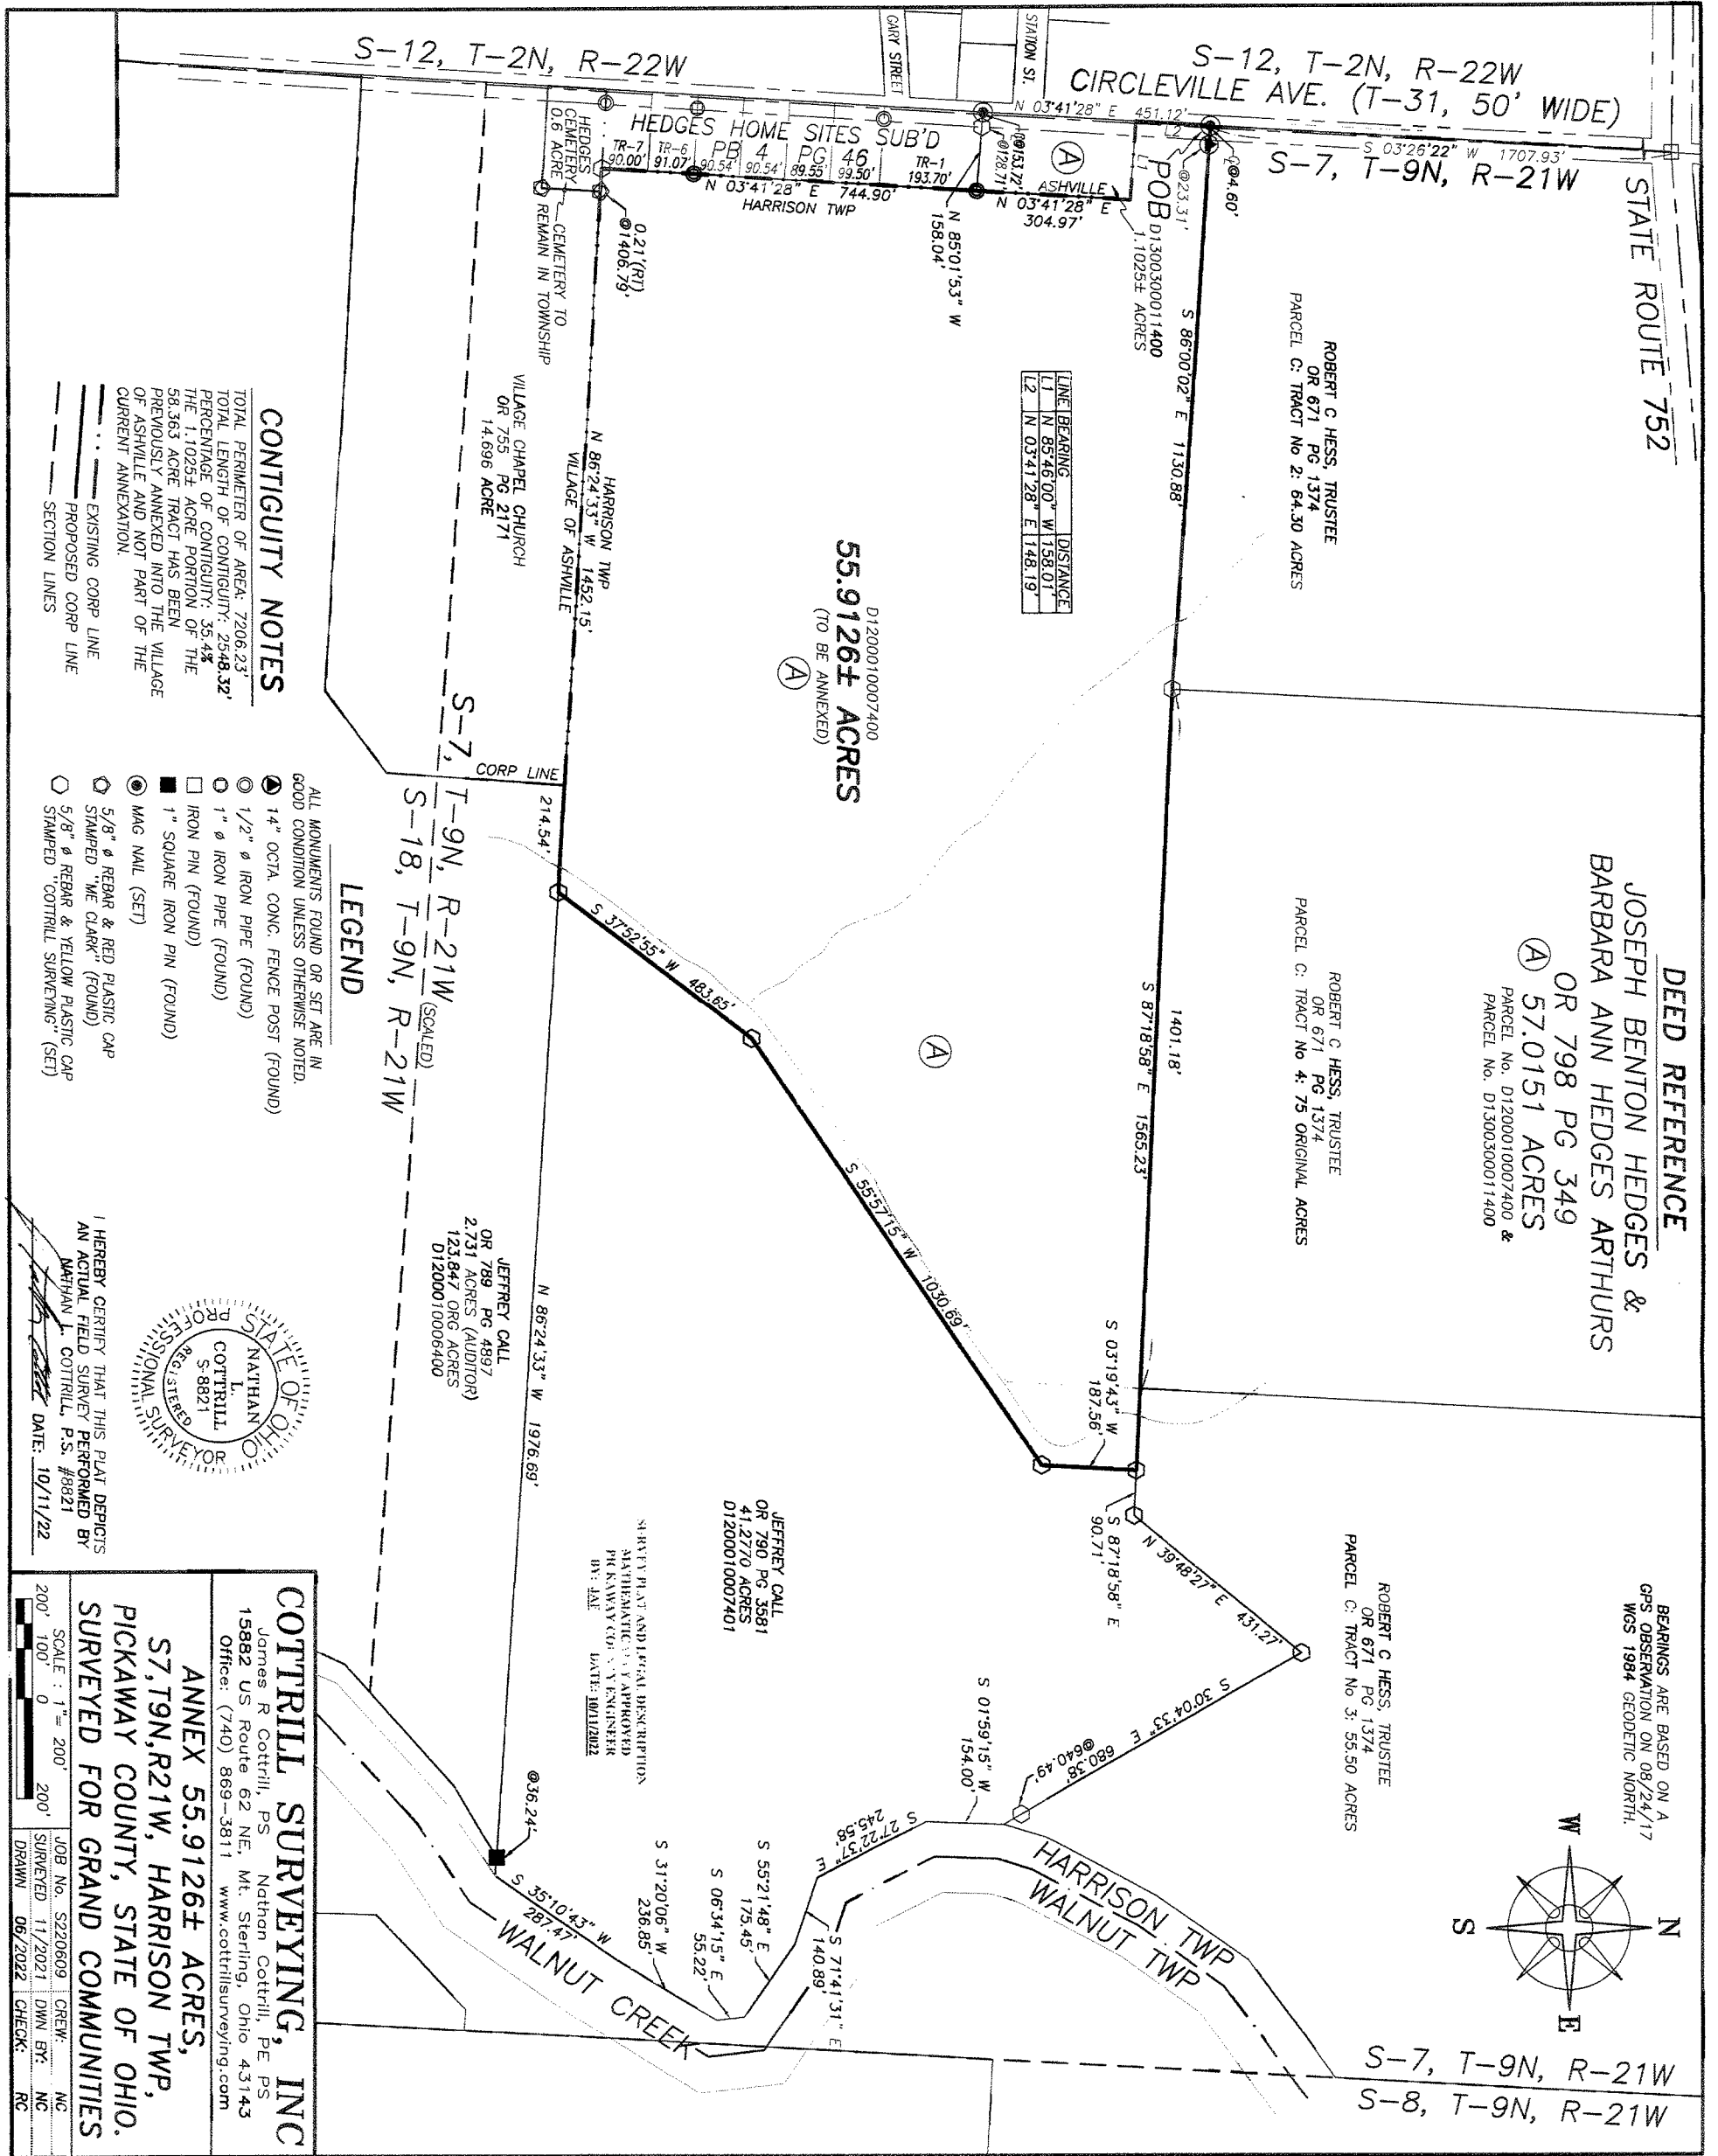 STATE ROUTE 752
S-12, T-2N, R-22W
CIRCLEVILLE AVE. (T-31, 50' WIDE)
S 03°26'22" W 1707.93'
S-7, T-9N, R-21W
STATION ST.
GARY STREET
N 03°41'28" E 451.12'
L2
L1
@4.60'
@23.31'
POB
D1300300011400
1.1025± ACRES
A
ASHVILLE
N 03°41'28" E
304.97'
@153.72'
@128.71'
N 85°01'53" W
158.04'
S-12, T-2N, R-22W
HEDGES HOME SITES SUB'D
PB 4 PG 46
TR-7
90.00'
TR-6
91.07'
90.54'
90.54'
89.55'
99.50'
TR-1
193.70'
N 03°41'28" E 744.90'
HARRISON TWP
HEDGES
CEMETERY
0.6 ACRE
CEMETERY TO
REMAIN IN TOWNSHIP
0.21'(RT)
@1406.79'
ROBERT C HESS, TRUSTEE
OR 671 PG 1374
PARCEL C: TRACT No 2: 64.30 ACRES
S 86°00'02" E 1130.88'
LINE BEARING DISTANCE
L1 N 85°46'00" W 158.01'
L2 N 03°41'28" E 148.19'
D1200010007400
55.9126± ACRES
(TO BE ANNEXED)
A
HARRISON TWP
N 86°24'33" W 1452.15'
VILLAGE OF ASHVILLE
VILLAGE CHAPEL CHURCH
OR 755 PG 2171
14.696 ACRE
CORP LINE
214.54'
S-7, T-9N, R-21W
(SCALED)
S-18, T-9N, R-21W
DEED REFERENCE
JOSEPH BENTON HEDGES &
BARBARA ANN HEDGES ARTHURS
OR 798 PG 349
A 57.0151 ACRES
PARCEL No. D1200010007400 &
PARCEL No. D1300300011400
ROBERT C HESS, TRUSTEE
OR 671 PG 1374
PARCEL C: TRACT No 4: 75 ORIGINAL ACRES
1401.18'
S 87°18'58" E 1565.23'
A
S 37°52'55" W 483.65'
S 55°57'15" W 1030.69'
S 03°19'43" W
187.56'
S 87°18'58" E
90.71'
N 39°48'27" E 431.27'
S 30°04'33" E 680.38'
@640.49'
BEARINGS ARE BASED ON A
GPS OBSERVATION ON 08/24/17
WGS 1984 GEODETIC NORTH.
N
E
S
W
ROBERT C HESS, TRUSTEE
OR 671 PG 1374
PARCEL C: TRACT No 3: 55.50 ACRES
S 01°59'15" W
154.00'
S 27°22'37" E
245.58'
S 71°41'31" E
140.89'
S 55°21'48" E
175.45'
S 06°34'15" E
55.22'
S 31°20'06" W
236.85'
S 35°10'43" W
287.47'
@36.24'
HARRISON TWP
WALNUT TWP
WALNUT CREEK
S-7, T-9N, R-21W
S-8, T-9N, R-21W
JEFFREY CALL
OR 790 PG 3581
41.2770 ACRES
D1200010007401
JEFFREY CALL
OR 789 PG 4897
2.731 ACRES (AUDITOR)
123.847 ORG ACRES
D1200010006400
N 86°24'33" W 1976.69'
SURVEY PLAT AND LEGAL DESCRIPTION
MATHEMATICALLY APPROVED
PICKAWAY COUNTY ENGINEER
BY: JAE DATE: 10/11/2022
CONTIGUITY NOTES
TOTAL PERIMETER OF AREA: 7206.23'
TOTAL LENGTH OF CONTIGUITY: 2548.32'
PERCENTAGE OF CONTIGUITY: 35.4%
THE 1.1025± ACRE PORTION OF THE
58.363 ACRE TRACT HAS BEEN
PREVIOUSLY ANNEXED INTO THE VILLAGE
OF ASHVILLE AND NOT PART OF THE
CURRENT ANNEXATION.
EXISTING CORP LINE
PROPOSED CORP LINE
SECTION LINES
LEGEND
ALL MONUMENTS FOUND OR SET ARE IN
GOOD CONDITION UNLESS OTHERWISE NOTED.
14" OCTA. CONC. FENCE POST (FOUND)
1/2" ø IRON PIPE (FOUND)
1" ø IRON PIPE (FOUND)
IRON PIN (FOUND)
1" SQUARE IRON PIN (FOUND)
MAG NAIL (SET)
5/8" ø REBAR & RED PLASTIC CAP
STAMPED "ME CLARK" (FOUND)
5/8" ø REBAR & YELLOW PLASTIC CAP
STAMPED "COTTRILL SURVEYING" (SET)
STATE OF OHIO
NATHAN
L.
COTTRILL
S-8821
REGISTERED
PROFESSIONAL SURVEYOR
I HEREBY CERTIFY THAT THIS PLAT DEPICTS
AN ACTUAL FIELD SURVEY PERFORMED BY
NATHAN L. COTTRILL, P.S. #8821
DATE: 10/11/22
COTTRILL SURVEYING, INC
James R Cottrill, PS Nathan Cottrill, PE PS
15882 US Route 62 NE, Mt. Sterling, Ohio 43143
Office: (740) 869-3811 www.cottrillsurveying.com
ANNEX 55.9126± ACRES,
S7,T9N,R21W, HARRISON TWP,
PICKAWAY COUNTY, STATE OF OHIO.
SURVEYED FOR GRAND COMMUNITIES
SCALE : 1"= 200'
200' 100' 0 200'
JOB No. S220609 CREW: NC
SURVEYED 11/2021 DWN BY: NC
DRAWN 06/2022 CHECK: RC